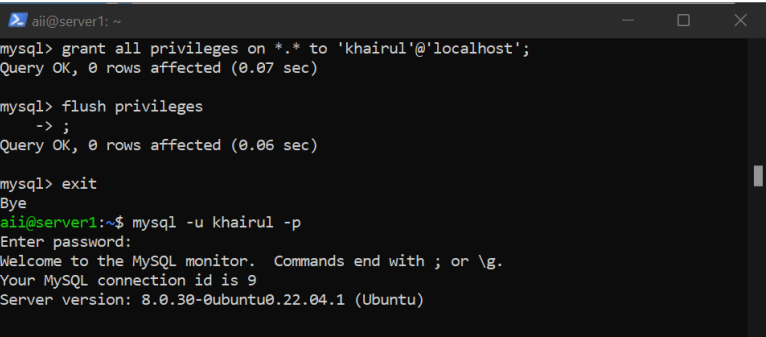 aii@server1: ~
mysql> grant all privileges on *.* to 'khairul'@'localhost';
Query OK, 0 rows affected (0.07 sec)
mysql> flush privileges
    -> ;
Query OK, 0 rows affected (0.06 sec)
mysql> exit
Bye
aii@server1:~$ mysql -u khairul -p
Enter password:
Welcome to the MySQL monitor.  Commands end with ; or \g.
Your MySQL connection id is 9
Server version: 8.0.30-0ubuntu0.22.04.1 (Ubuntu)